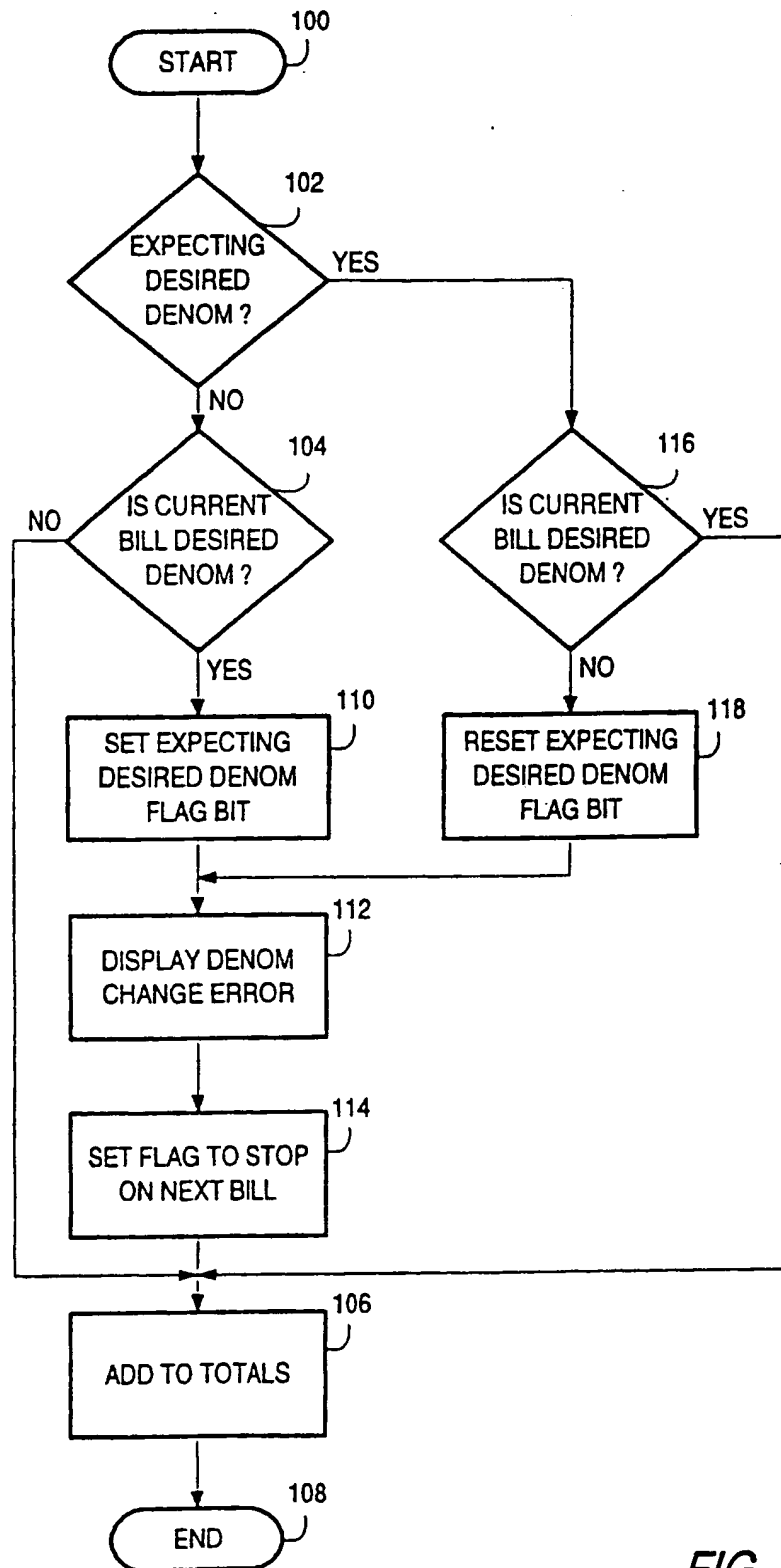 100
START
102
EXPECTING
DESIRED
DENOM ?
YES
NO
104
IS CURRENT
BILL DESIRED
DENOM ?
NO
YES
116
IS CURRENT
BILL DESIRED
DENOM ?
YES
NO
110
SET EXPECTING
DESIRED DENOM
FLAG BIT
118
RESET EXPECTING
DESIRED DENOM
FLAG BIT
112
DISPLAY DENOM
CHANGE ERROR
114
SET FLAG TO STOP
ON NEXT BILL
106
ADD TO TOTALS
108
END
FIG